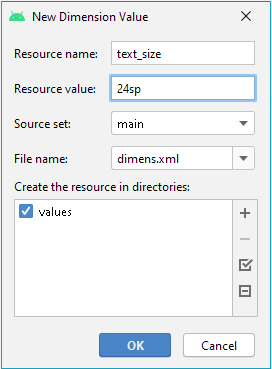 New Dimension Value
Resource name: text_size
Resource value: 24sp
Source set: main
File name: dimens.xml
Create the resource in directories:
values
OK Cancel